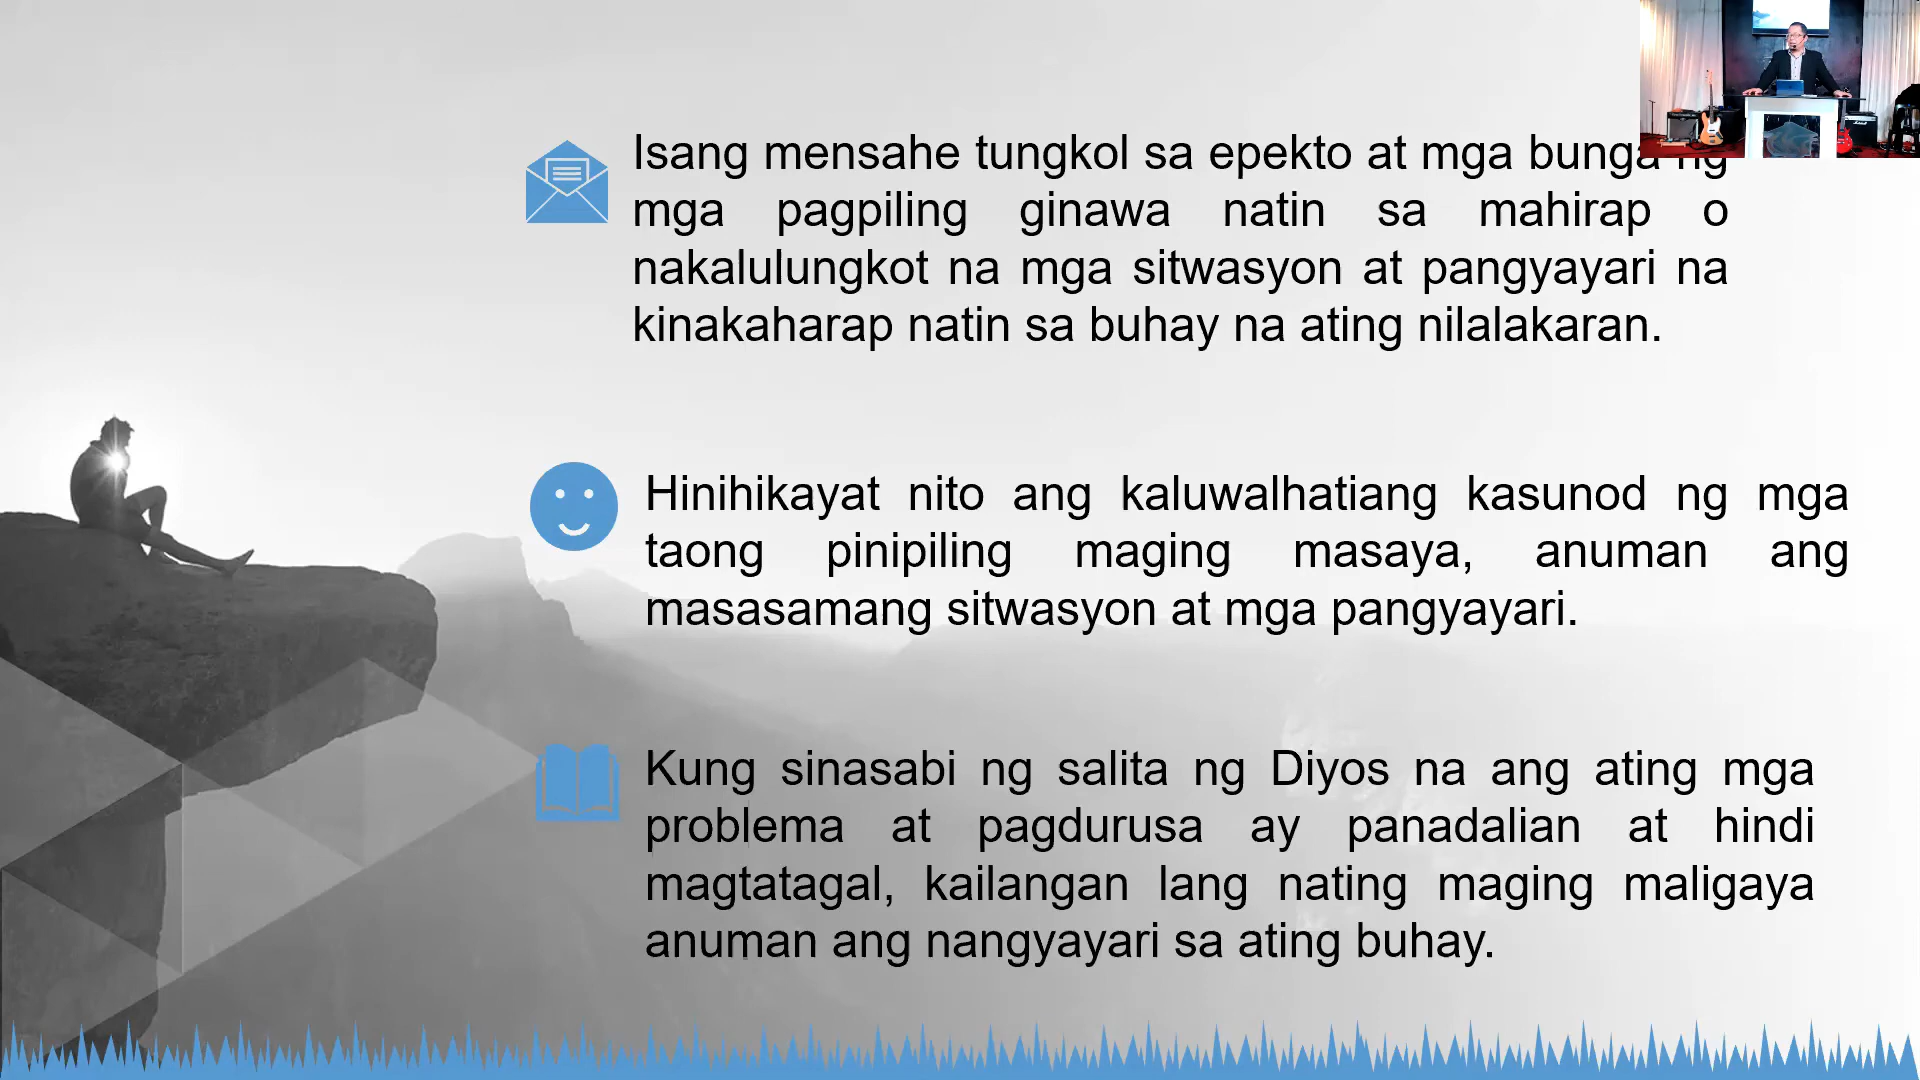 Isang mensahe tungkol sa epekto at mga bunga ng
mga pagpiling ginawa natin sa mahirap o
nakalulungkot na mga sitwasyon at pangyayari na
kinakaharap natin sa buhay na ating nilalakaran.
Hinihikayat nito ang kaluwalhatiang kasunod ng mga
taong pinipiling maging masaya, anuman ang
masasamang sitwasyon at mga pangyayari.
Kung sinasabi ng salita ng Diyos na ang ating mga
problema at pagdurusa ay panadalian at hindi
magtatagal, kailangan lang nating maging maligaya
anuman ang nangyayari sa ating buhay.